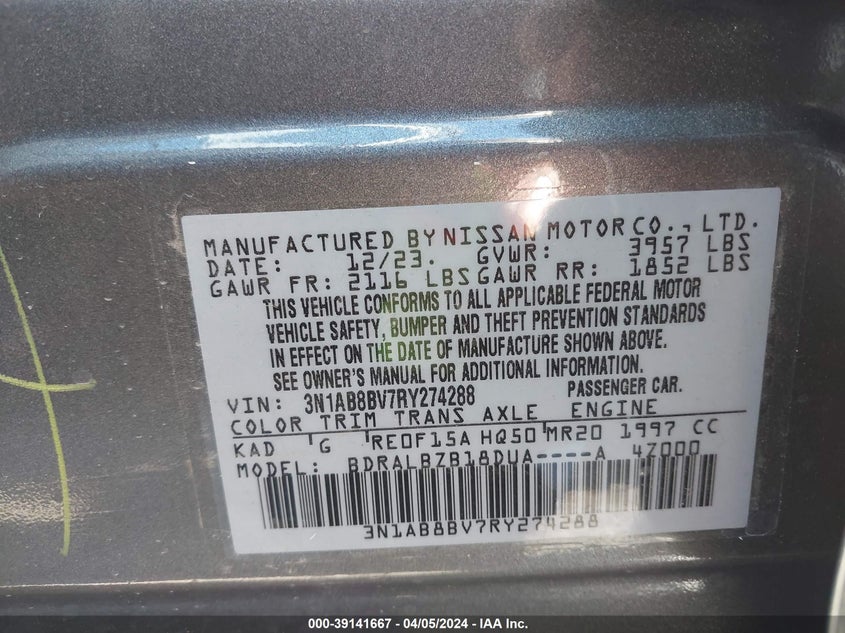 MANUFACTURED BY NISSAN MOTOR CO., LTD.
DATE: 12/23. GVWR: 3957 LBS
GAWR FR: 2116 LBS GAWR RR: 1852 LBS
THIS VEHICLE CONFORMS TO ALL APPLICABLE FEDERAL MOTOR
VEHICLE SAFETY, BUMPER AND THEFT PREVENTION STANDARDS
IN EFFECT ON THE DATE OF MANUFACTURE SHOWN ABOVE.
SEE OWNER'S MANUAL FOR ADDITIONAL INFORMATION.
VIN: 3N1AB8BV7RY274288 PASSENGER CAR.
COLOR TRIM TRANS AXLE ENGINE
KAD G RE0F15A HQ50 MR20 1997 CC
MODEL: BDRALBZB18DUA----A 4Z000
3N1AB8BV7RY274288
000-39141667 - 04/05/2024 - IAA Inc.